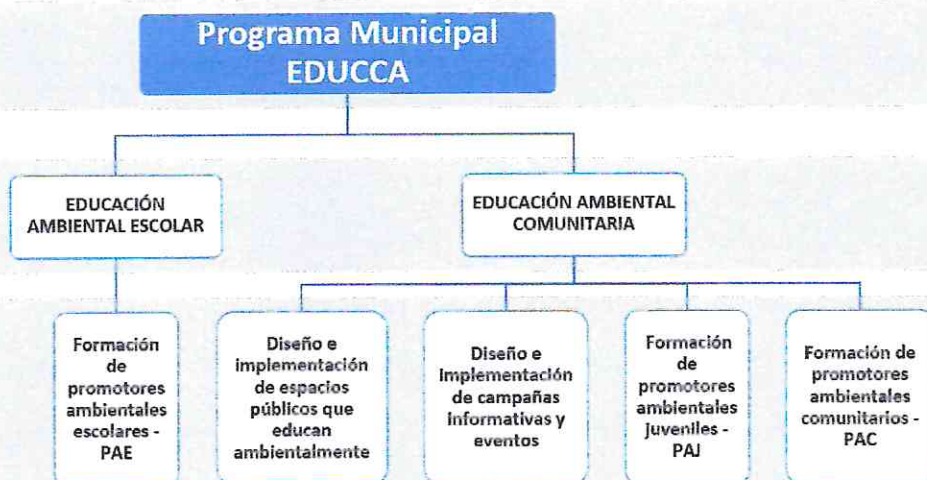 Programa Municipal
EDUCCA
EDUCACIÓN
AMBIENTAL ESCOLAR
EDUCACIÓN AMBIENTAL
COMUNITARIA
Formación
de
promotores
ambientales
escolares -
PAE
Diseño e
implementación
de espacios
públicos que
educan
ambientalmente
Diseño e
Implementación
de campañas
informativas y
eventos
Formación
de
promotores
ambientales
juveniles -
PAJ
Formación de
promotores
ambientales
comunitarios -
PAC